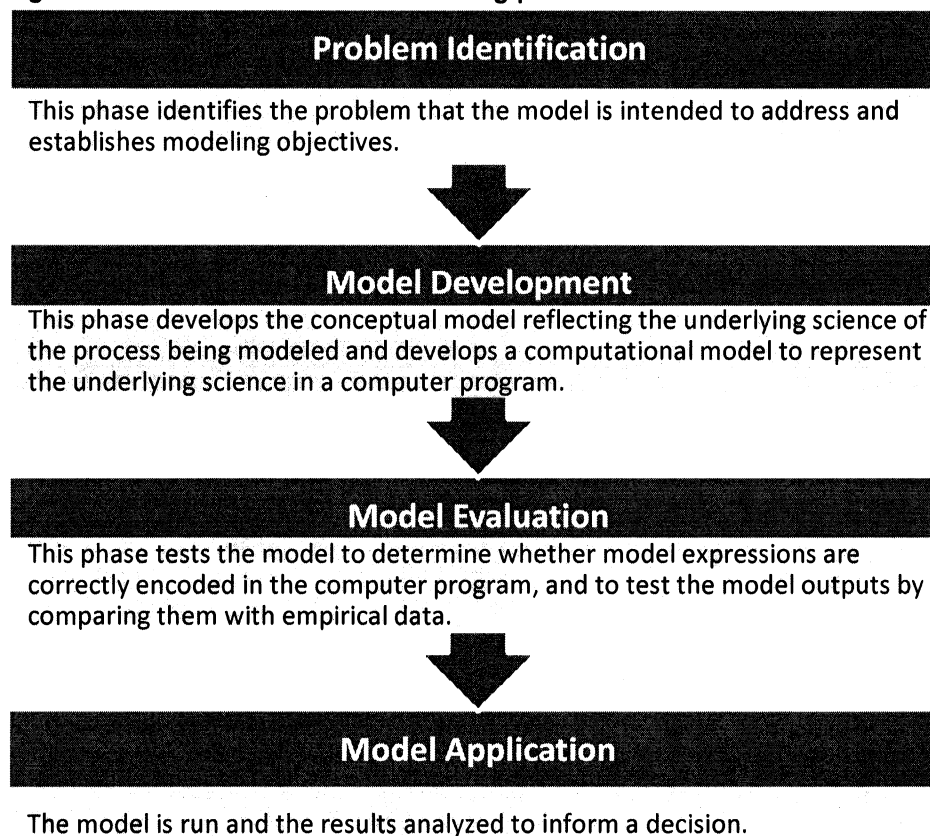 Problem Identification
This phase identifies the problem that the model is intended to address and
establishes modeling objectives.
Model Development
This phase develops the conceptual model reflecting the underlying science of
the process being modeled and develops a computational model to represent
the underlying science in a computer program.
Model Evaluation
This phase tests the model to determine whether model expressions are
correctly encoded in the computer program, and to test the model outputs by
comparing them with empirical data.
Model Application
The model is run and the results analyzed to inform a decision.